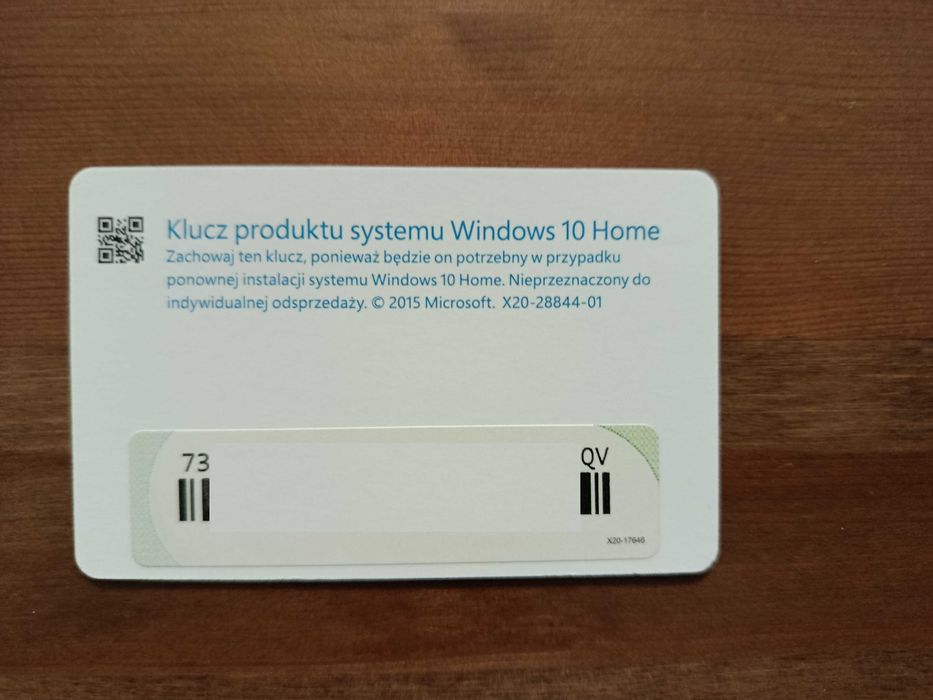 Klucz produktu systemu Windows 10 Home
Zachowaj ten klucz, ponieważ będzie on potrzebny w przypadku
ponownej instalacji systemu Windows 10 Home. Nieprzeznaczony do
indywidualnej odsprzedaży. © 2015 Microsoft. X20-28844-01
73 QV
X20-17646